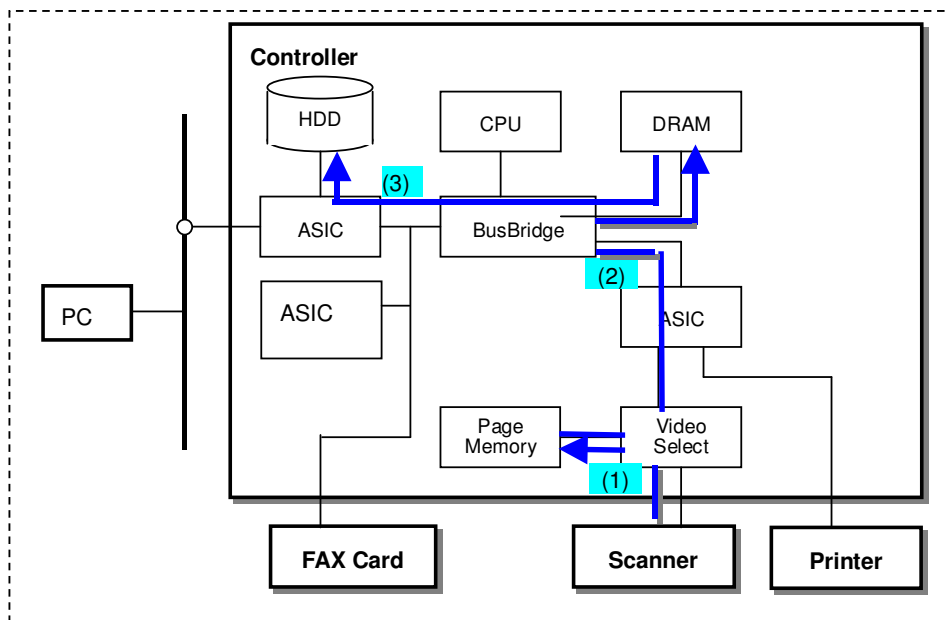 Controller
HDD
CPU
DRAM
(3)
ASIC
BusBridge
(2)
PC
ASIC
ASIC
Page
Memory
Video
Select
(1)
FAX Card
Scanner
Printer